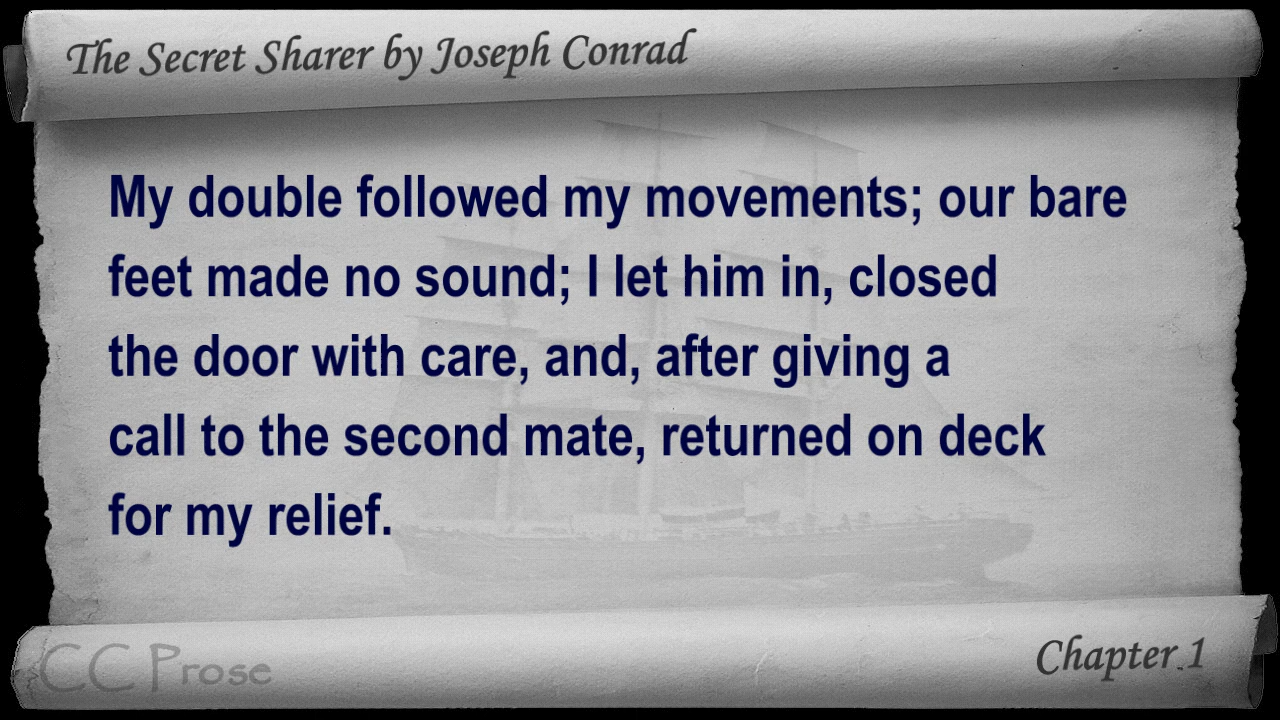 The Secret Sharer by Joseph Conrad
My double followed my movements; our bare
feet made no sound; I let him in, closed
the door with care, and, after giving a
call to the second mate, returned on deck
for my relief.
CC Prose
Chapter 1